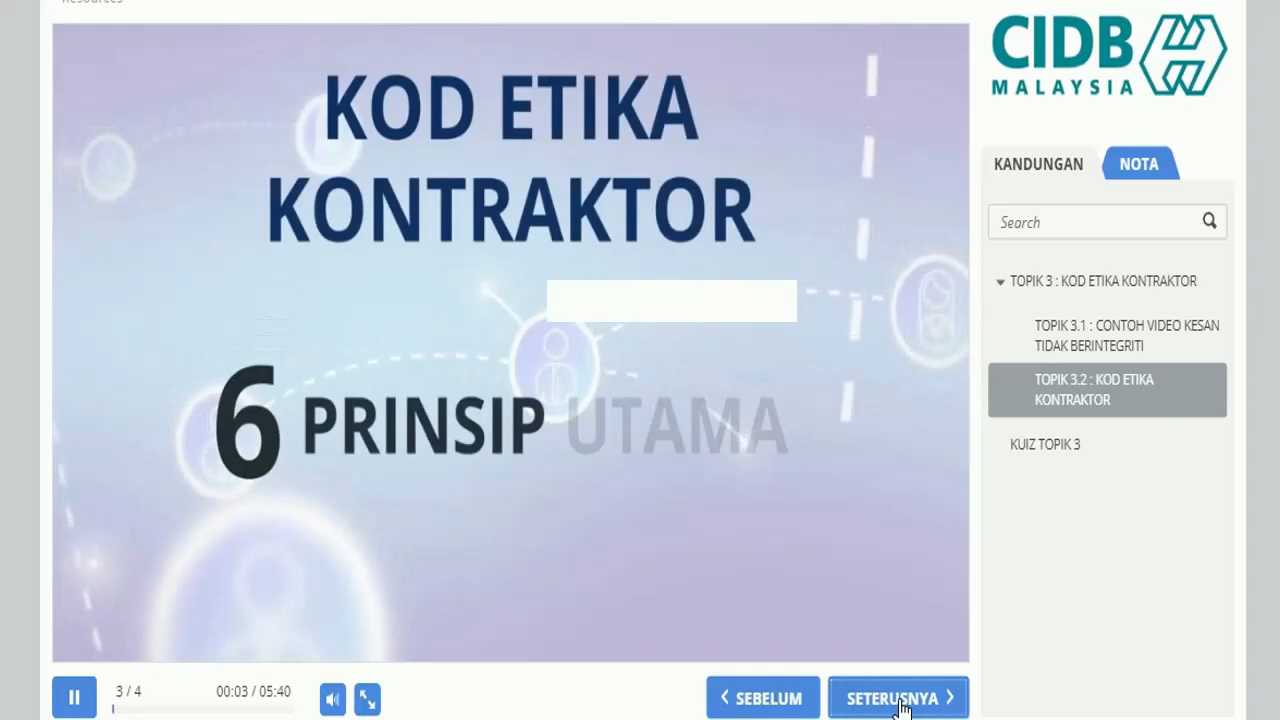 Resources
KOD ETIKA
KONTRAKTOR
6 PRINSIP UTAMA
3 / 4
00:03 / 05:40
SEBELUM
SETERUSNYA
CIDB
MALAYSIA
KANDUNGAN
NOTA
Search
TOPIK 3 : KOD ETIKA KONTRAKTOR
TOPIK 3.1 : CONTOH VIDEO KESAN
TIDAK BERINTEGRITI
TOPIK 3.2 : KOD ETIKA
KONTRAKTOR
KUIZ TOPIK 3